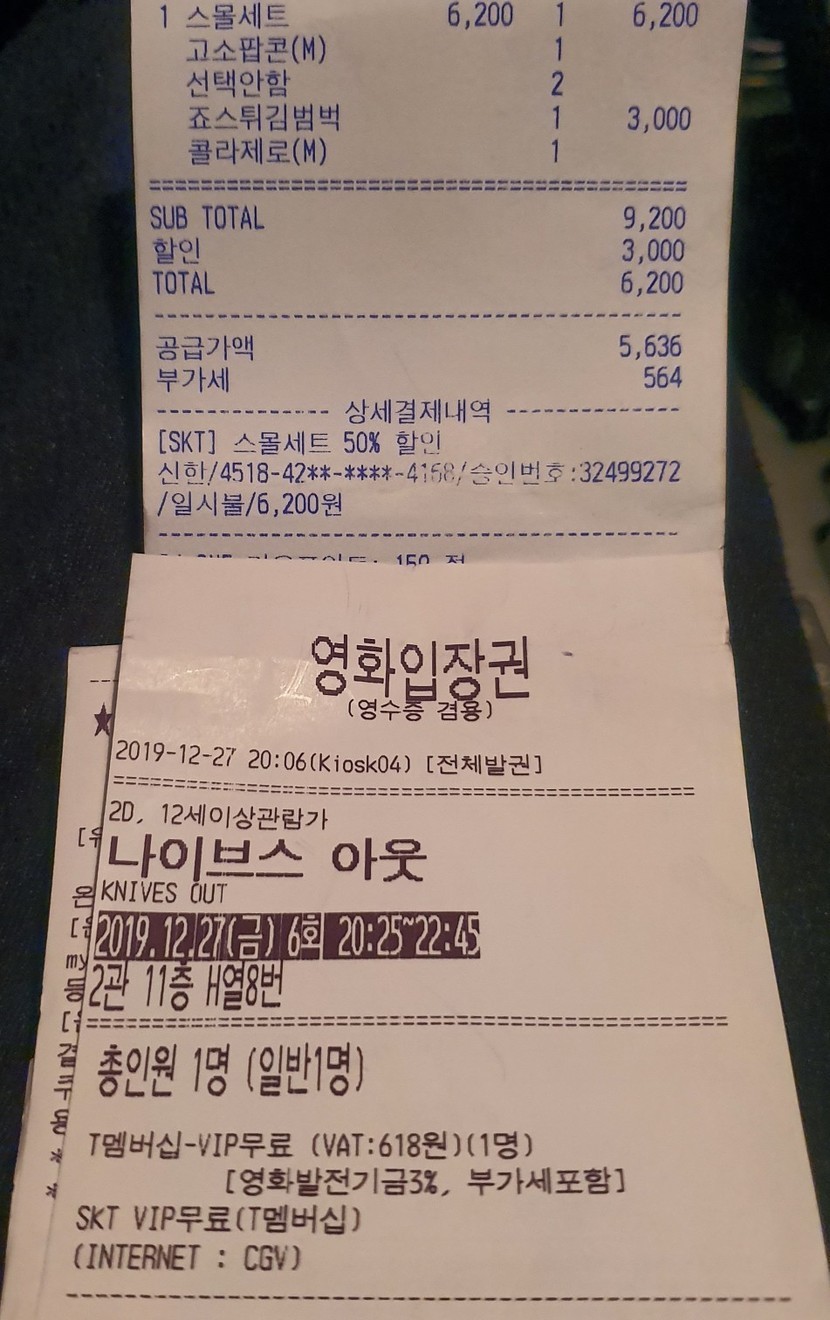 1 스몰세트 6,200 1 6,200
고소팝콘(M) 1
선택안함 2
죠스튀김범벅 1 3,000
콜라제로(M) 1
==========================================
SUB TOTAL 9,200
할인 3,000
TOTAL 6,200
------------------------------------------
공급가액 5,636
부가세 564
------------- 상세결제내역 -------------
[SKT] 스몰세트 50% 할인
신한/4518-42**-****-4168/승인번호:32499272
/일시불/6,200원
------------------------------------------
영화입장권
(영수증 겸용)
2019-12-27 20:06(Kiosk04) [전체발권]
==========================================
2D, 12세이상관람가
나이브스 아웃
KNIVES OUT
2019.12.27(금) 6회 20:25~22:45
2관 11층 H열8번
==========================================
총인원 1명 (일반1명)
T멤버십-VIP무료 (VAT:618원)(1명)
[영화발전기금3%, 부가세포함]
SKT VIP무료(T멤버십)
(INTERNET : CGV)
------------------------------------------